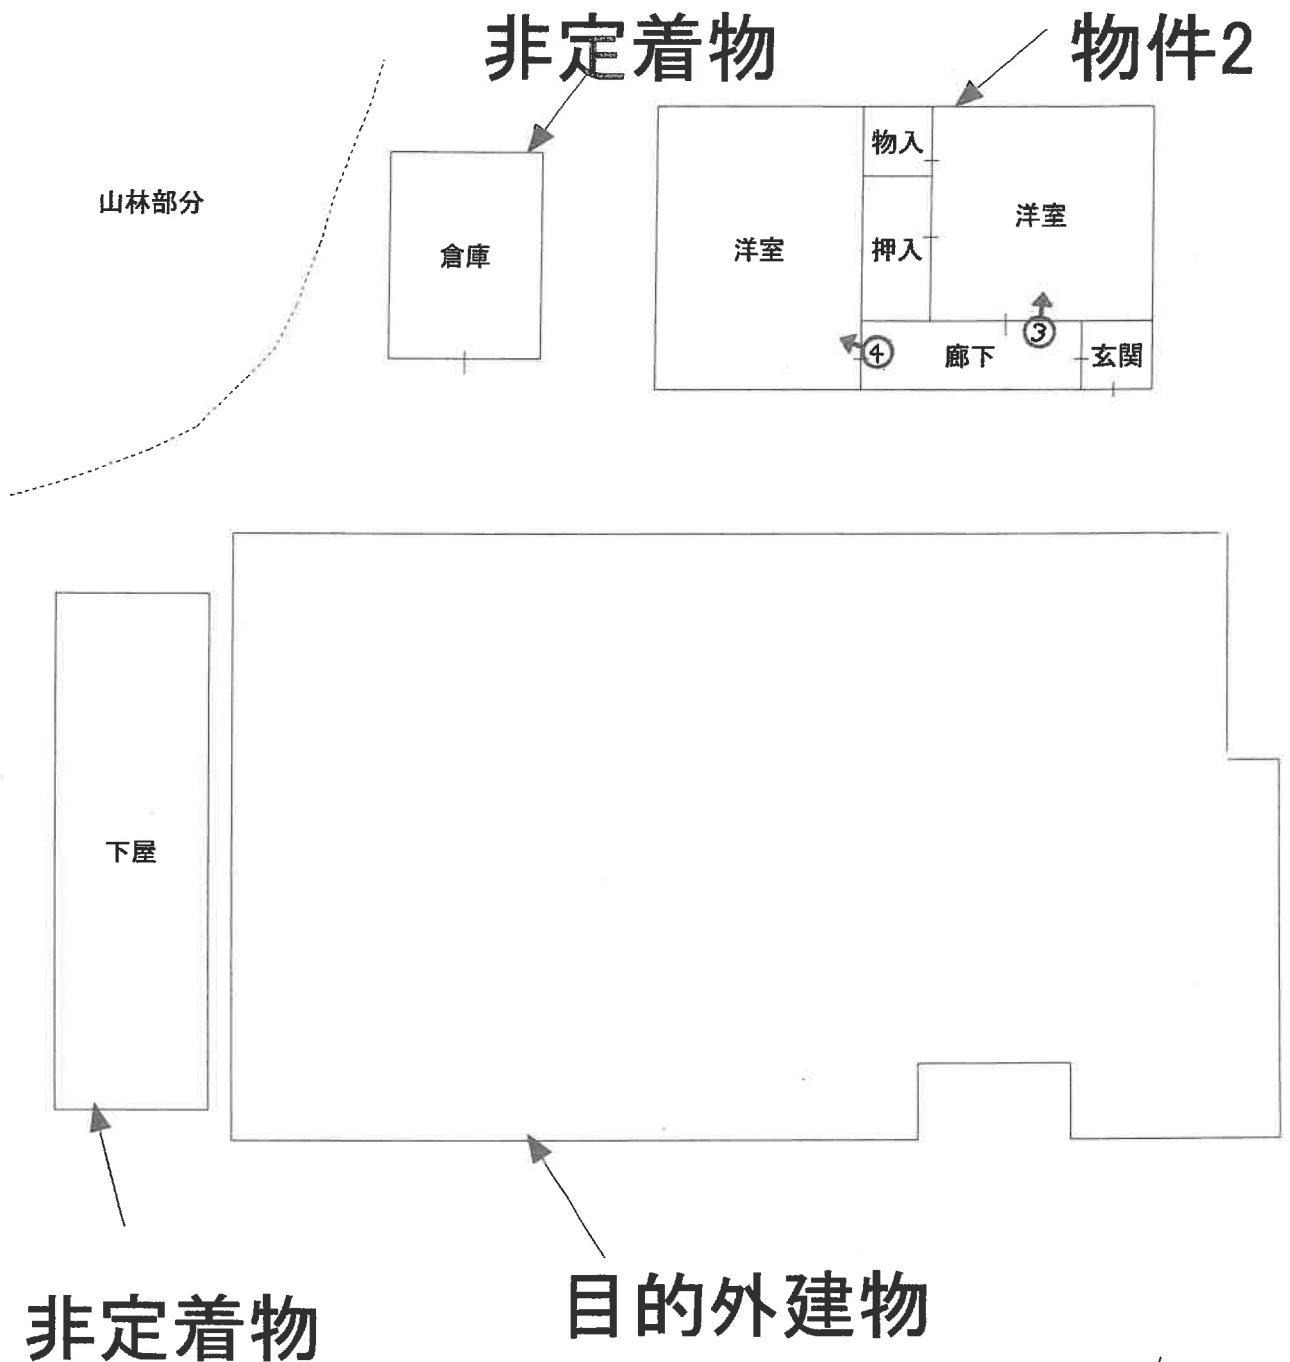 非定着物
物件2
山林部分
倉庫
洋室
物入
押入
洋室
④
廊下
③
玄関
下屋
非定着物
目的外建物